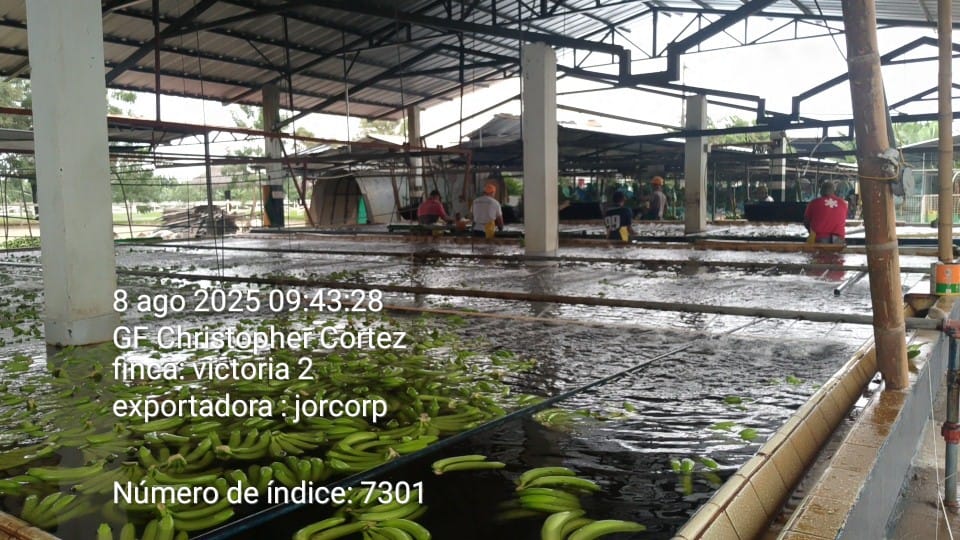 8 ago 2025 09:43:28
GF Christopher Cortez
finca: victoria 2
exportadora : jorcorp
Número de índice: 7301